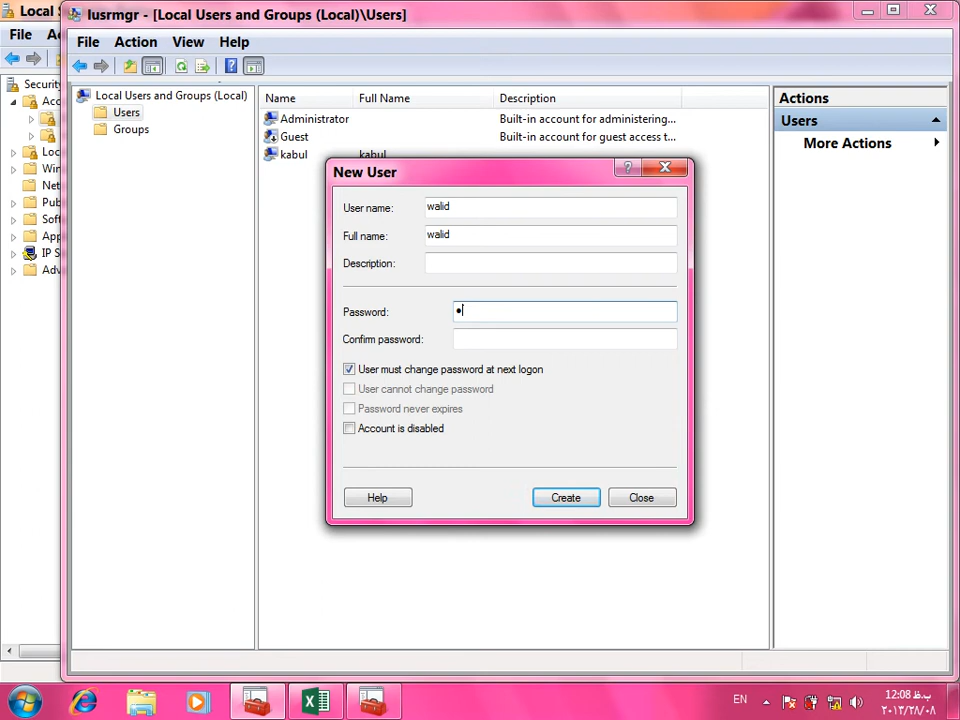 Local S
lusrmgr - [Local Users and Groups (Local)\Users]
File A
File Action View Help
Security
Acc
Loc
Win
Net
Pub
Soft
App
IP S
Adv
Local Users and Groups (Local)
Users
Groups
Name Full Name Description
Administrator Built-in account for administering...
Guest Built-in account for guest access t...
kabul kabul
Actions
Users
More Actions
New User
User name: walid
Full name: walid
Description:
Password:
Confirm password:
User must change password at next logon
User cannot change password
Password never expires
Account is disabled
Help Create Close
EN
12:08 ب.ظ
٢٠١٣/٢٨/٠٨